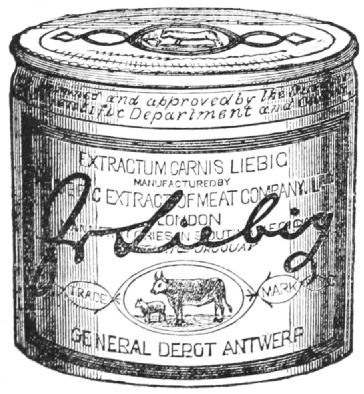 and approved by the
Department and
EXTRACTUM CARNIS LIEBIG
MANUFACTURED BY
EXTRACT OF MEAT COMPANY, L
LONDON
J v Liebig
TRADE MARK
GENERAL DEPOT ANTWERP